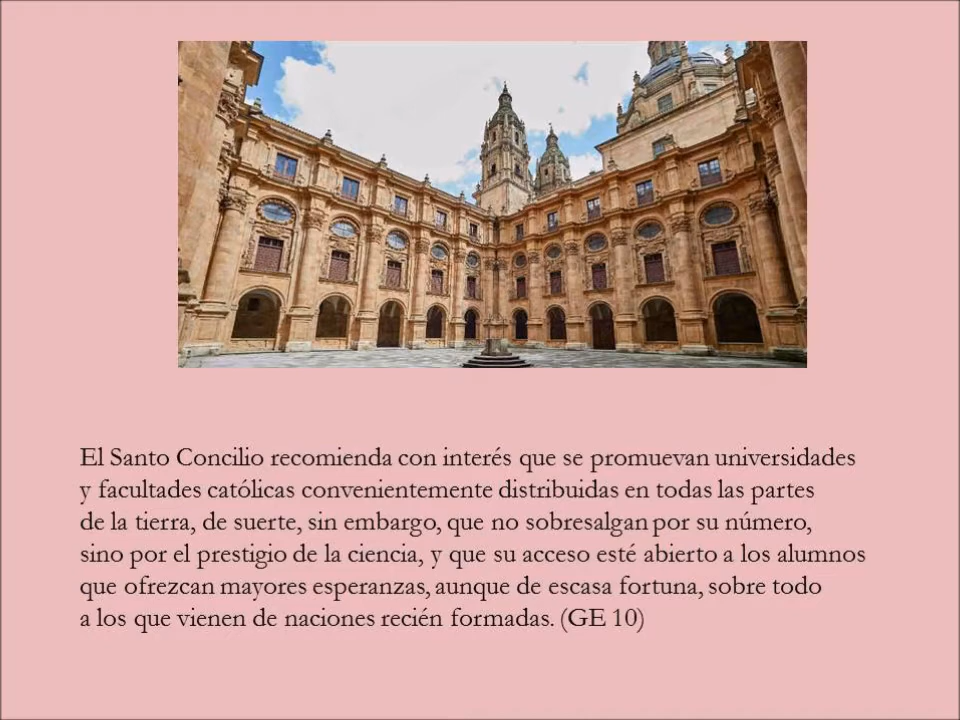 El Santo Concilio recomienda con interés que se promuevan universidades
y facultades católicas convenientemente distribuidas en todas las partes
de la tierra, de suerte, sin embargo, que no sobresalgan por su número,
sino por el prestigio de la ciencia, y que su acceso esté abierto a los alumnos
que ofrezcan mayores esperanzas, aunque de escasa fortuna, sobre todo
a los que vienen de naciones recién formadas. (GE 10)